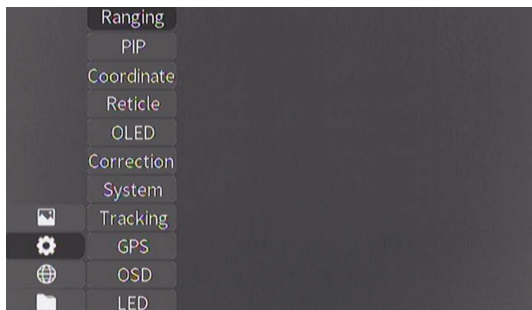 Ranging
PIP
Coordinate
Reticle
OLED
Correction
System
Tracking
GPS
OSD
LED